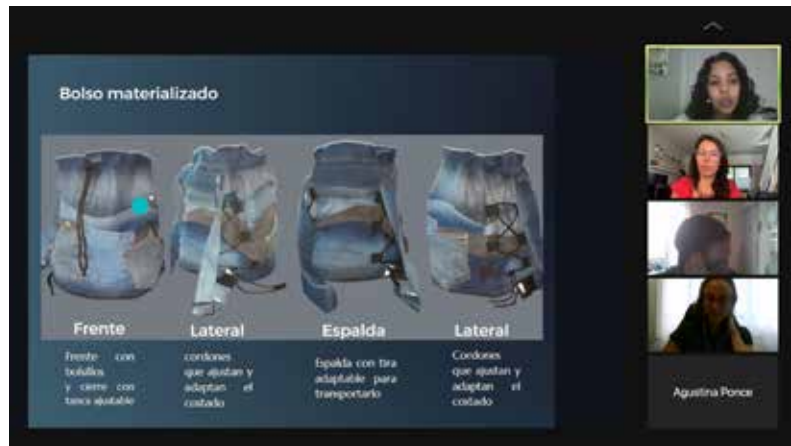 Bolso materializado
Frente
Lateral
Espalda
Lateral
Frente con
bolsillos
y cierre con
tanca ajustable
cordones
que ajustan y
adaptan el
costado
Espalda con tira
adaptable para
transportarlo
Cordones
que ajustan y
adaptan el
costado
Agustina Ponce